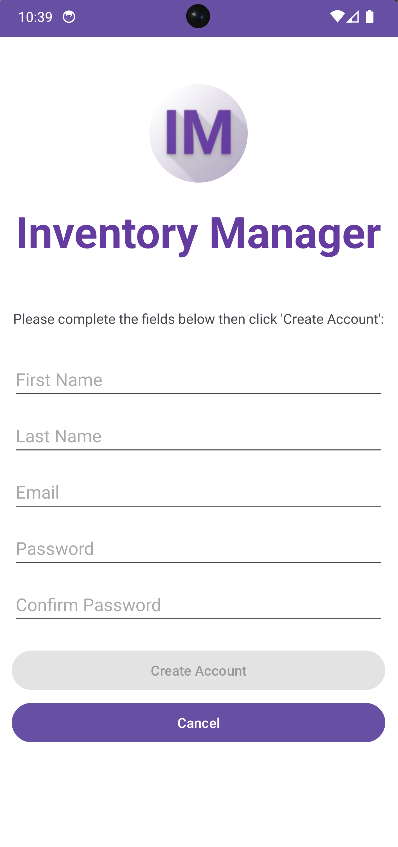 10:39
IM
Inventory Manager
Please complete the fields below then click 'Create Account':
First Name
Last Name
Email
Password
Confirm Password
Create Account
Cancel